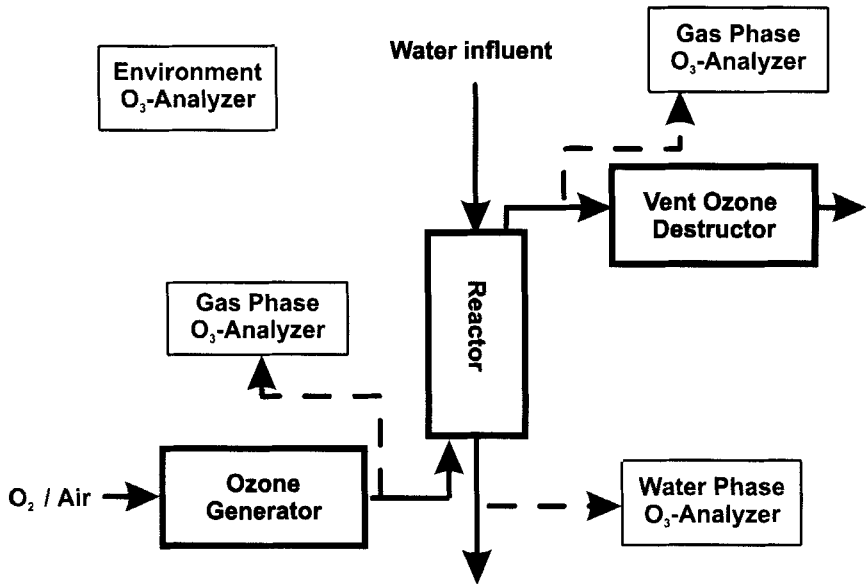 Environment
O₃-Analyzer
Water influent
Gas Phase
O₃-Analyzer
Vent Ozone
Destructor
Reactor
Gas Phase
O₃-Analyzer
O₂ / Air
Ozone
Generator
Water Phase
O₃-Analyzer